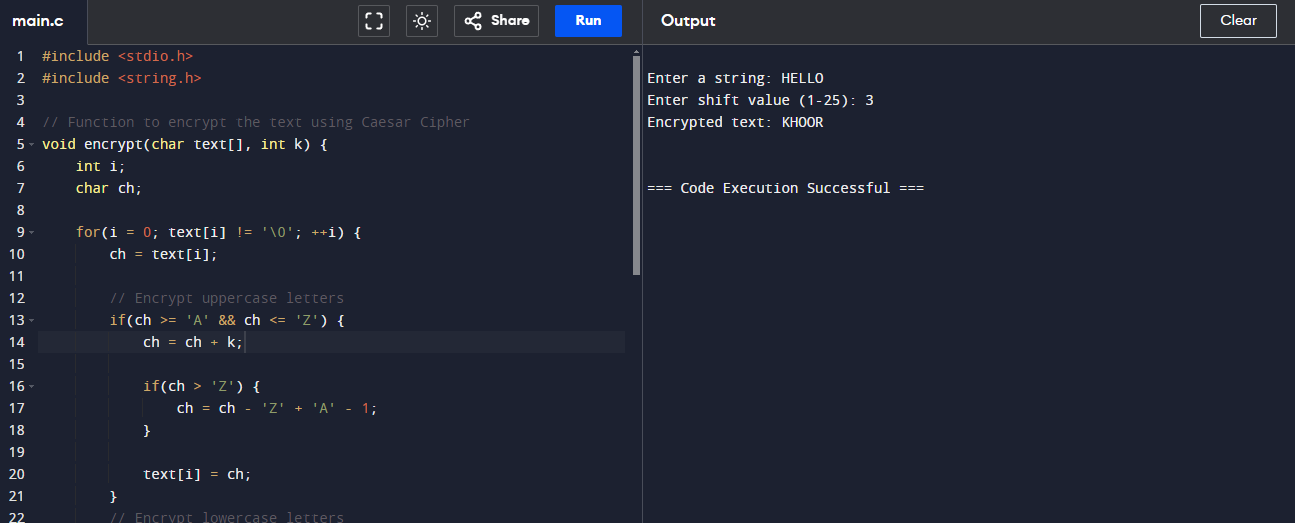 main.c
Share
Run
Output
Clear
1 #include <stdio.h>
2 #include <string.h>
3
4 // Function to encrypt the text using Caesar Cipher
5 void encrypt(char text[], int k) {
6     int i;
7     char ch;
8
9     for(i = 0; text[i] != '\0'; ++i) {
10         ch = text[i];
11
12         // Encrypt uppercase letters
13         if(ch >= 'A' && ch <= 'Z') {
14             ch = ch + k;
15
16             if(ch > 'Z') {
17                 ch = ch - 'Z' + 'A' - 1;
18             }
19
20             text[i] = ch;
21         }
22         // Encrypt lowercase letters
Enter a string: HELLO
Enter shift value (1-25): 3
Encrypted text: KHOOR
=== Code Execution Successful ===